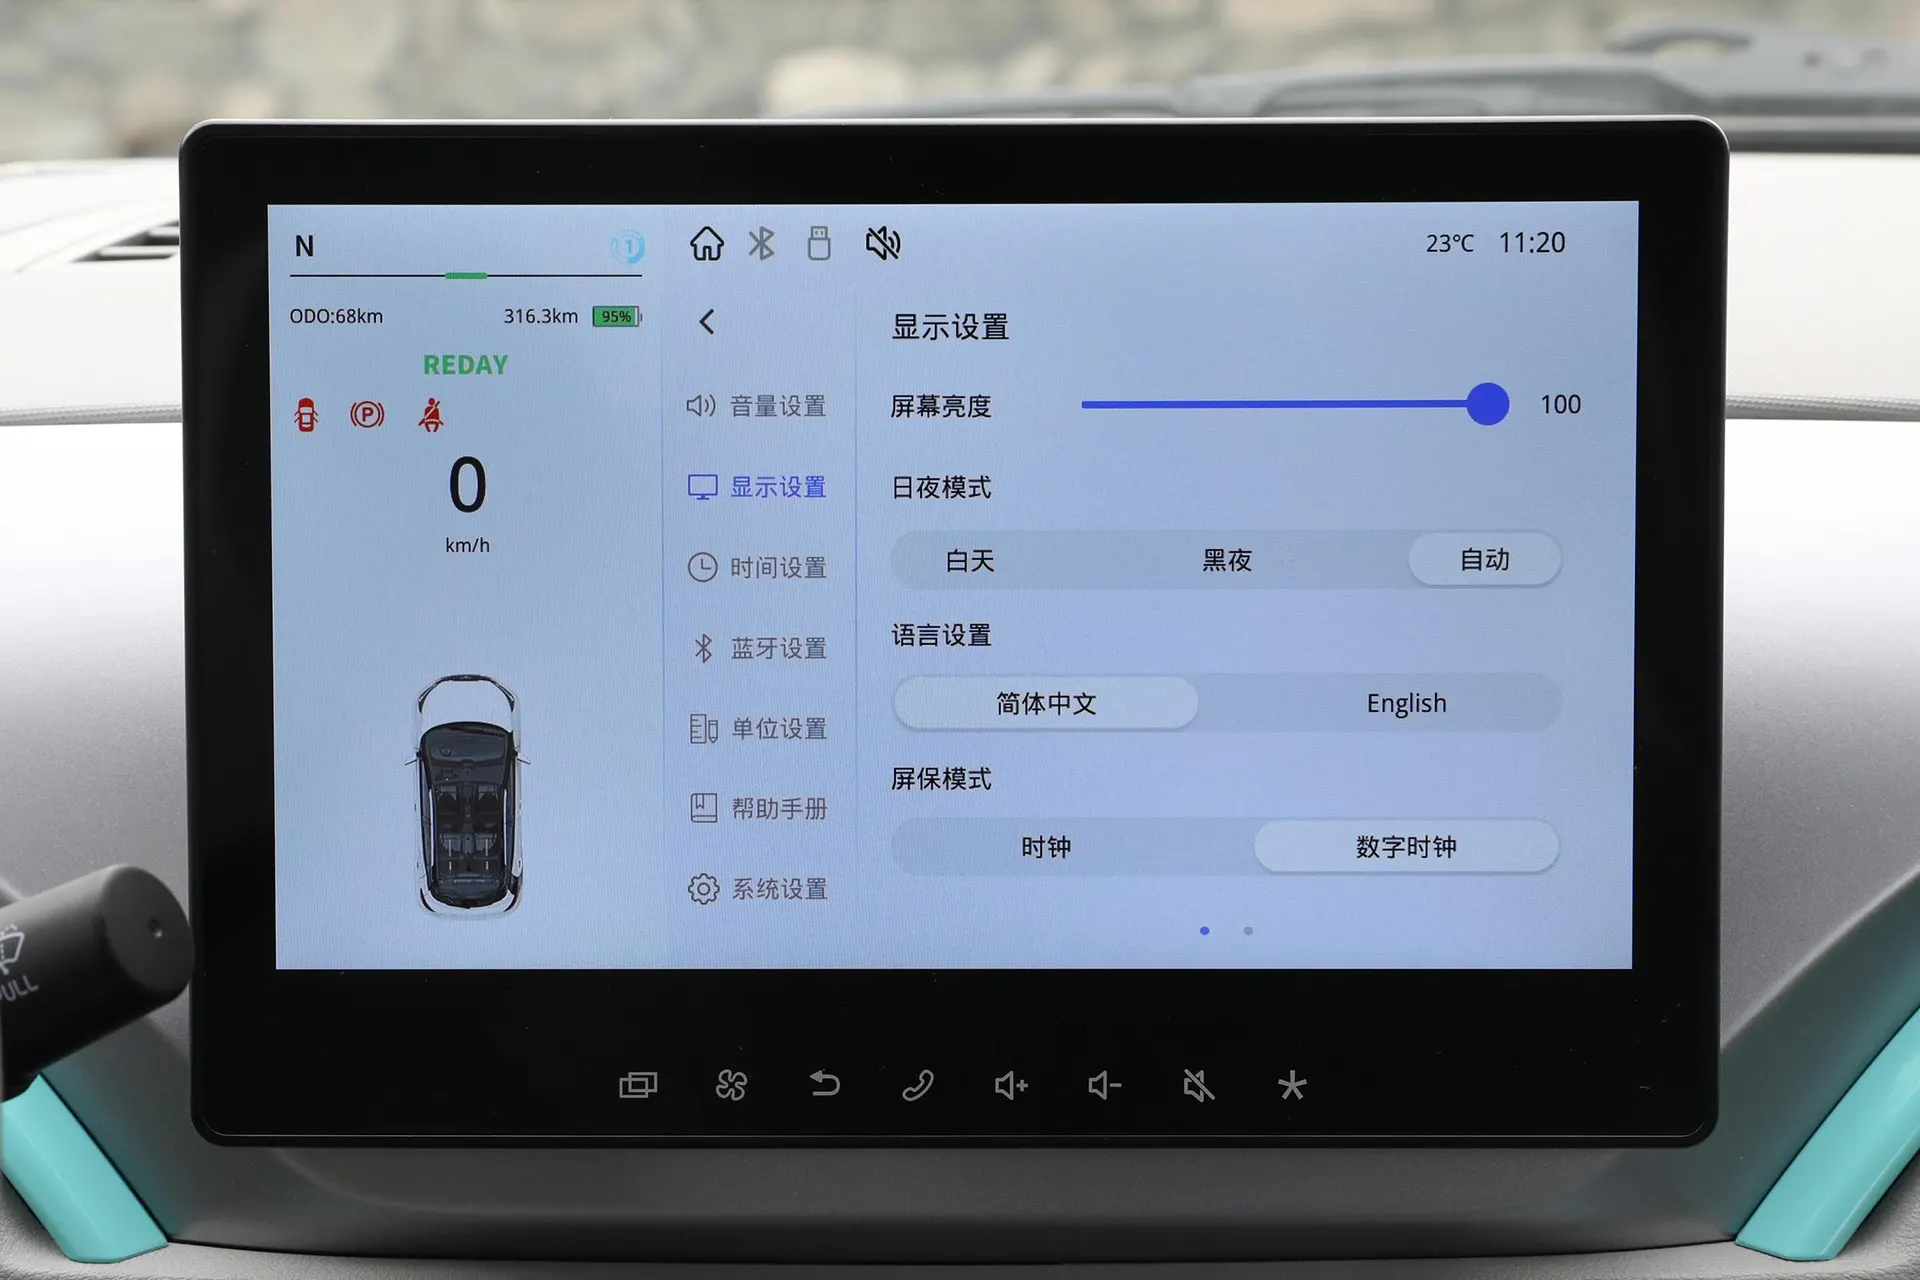 N
1
23℃ 11:20
ODO:68km 316.3km 95%
REDAY
P
0
km/h
音量设置
显示设置
时间设置
蓝牙设置
单位设置
帮助手册
系统设置
显示设置
屏幕亮度 100
日夜模式
白天 黑夜 自动
语言设置
简体中文 English
屏保模式
时钟 数字时钟